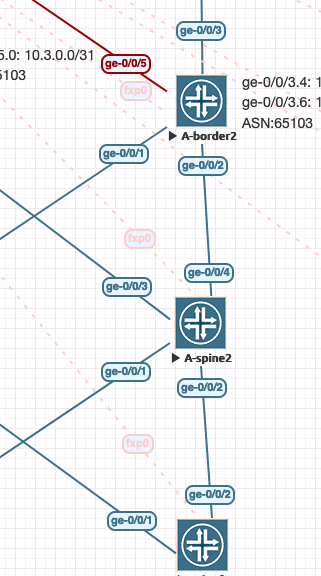 ge-0/0/3
5.0: 10.3.0.0/31
ge-0/0/5
5103
fxp0
ge-0/0/3.4: 1
ge-0/0/3.6: 1
ASN:65103
A-border2
ge-0/0/1
ge-0/0/2
fxp0
ge-0/0/4
ge-0/0/3
A-spine2
ge-0/0/1
ge-0/0/2
fxp0
ge-0/0/2
ge-0/0/1